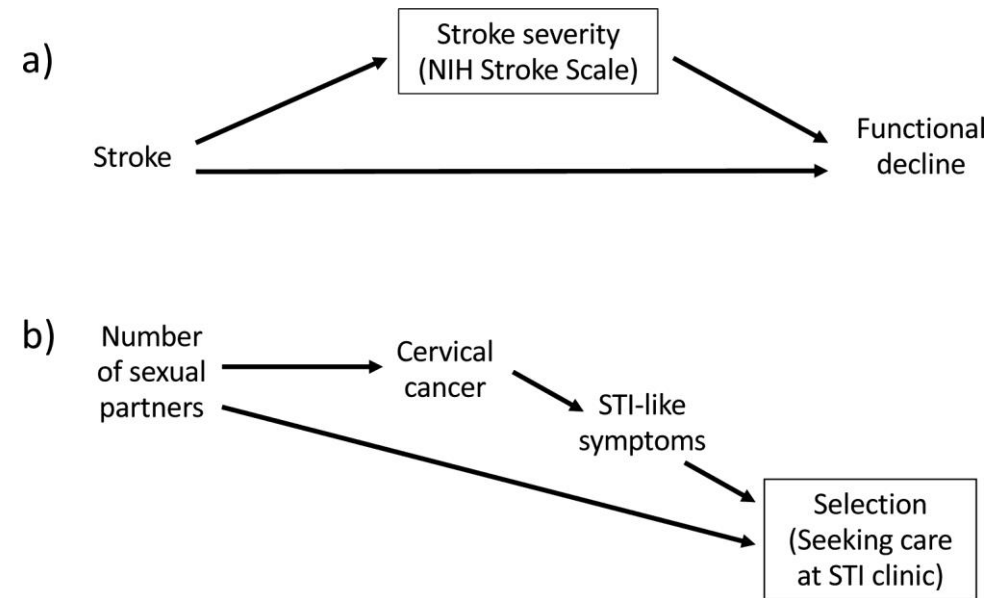 a)
Stroke severity
(NIH Stroke Scale)
Stroke
Functional
decline
b)
Number
of sexual
partners
Cervical
cancer
STI-like
symptoms
Selection
(Seeking care
at STI clinic)